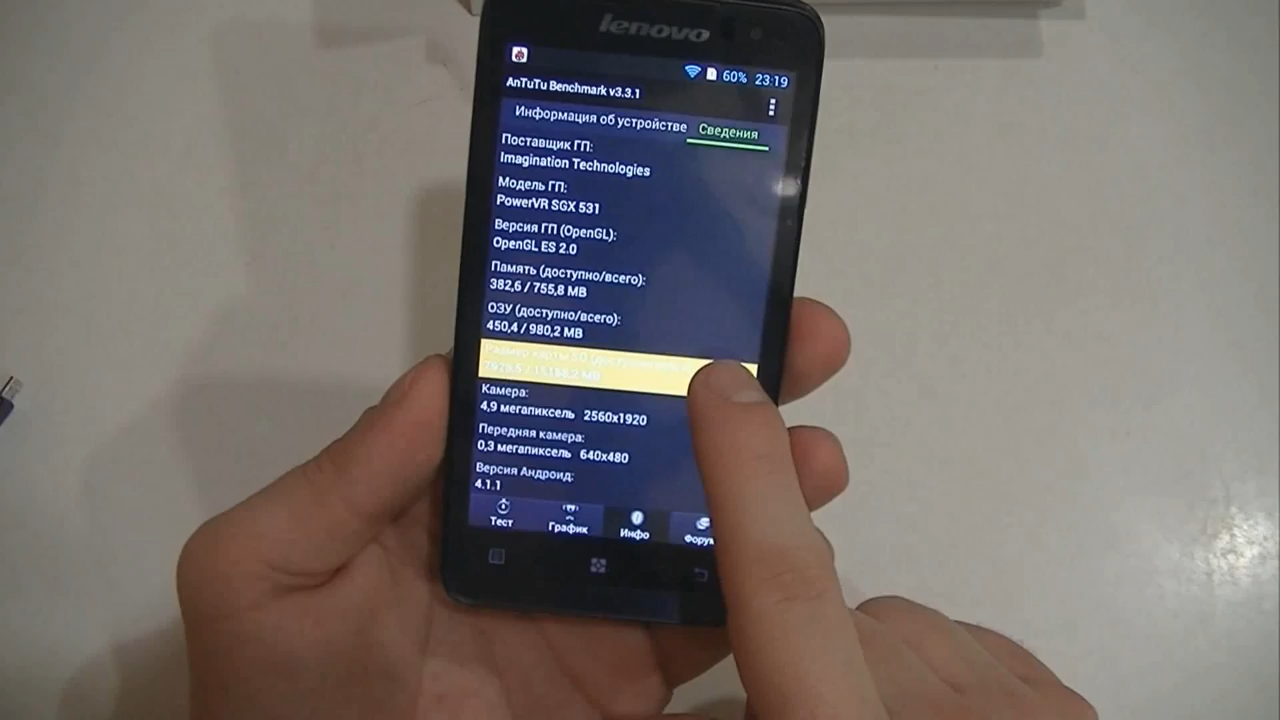 lenovo
60% 23:19
AnTuTu Benchmark v3.3.1
Информация об устройстве Сведения
Поставщик ГП:
Imagination Technologies
Модель ГП:
PowerVR SGX 531
Версия ГП (OpenGL):
OpenGL ES 2.0
Память (доступно/всего):
382,6 / 755,8 MB
ОЗУ (доступно/всего):
450,4 / 980,2 MB
Размер карты SD
Камера:
4,9 мегапиксель 2560x1920
Передняя камера:
0,3 мегапиксель 640x480
Версия Андроид:
4.1.1
Тест График Инфо